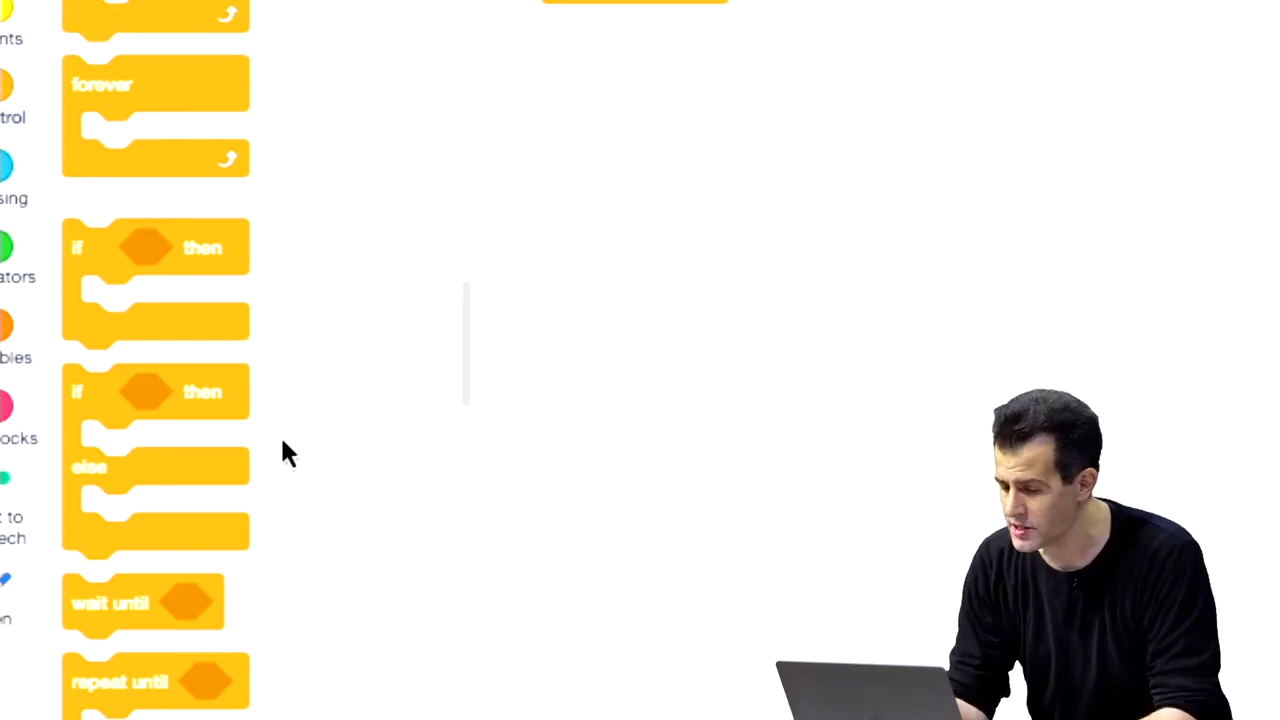 nts
forever
trol
sing
if then
ators
bles
if then
ocks
else
t to
ech
wait until
n
repeat until